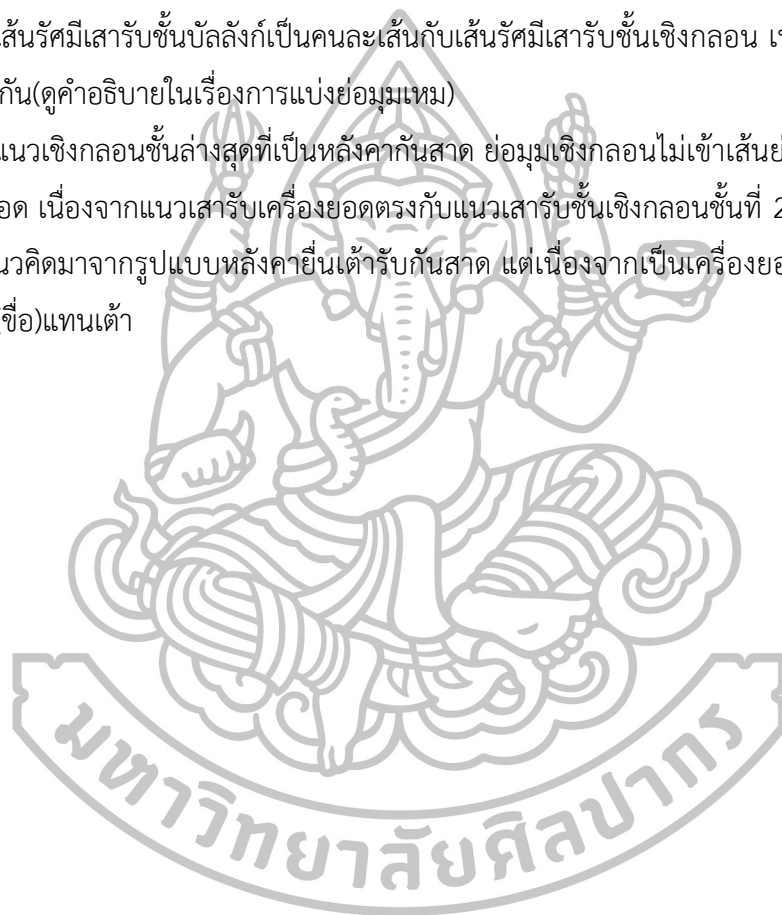 ส้นรัศมีเสารับชั้นบัลลังก์เป็นคนละเส้นกับเส้นรัศมีเสารับชั้นเชิงกลอน
กัน(ดูคำอธิบายในเรื่องการแบ่งย่อมุมเหม)
แนวเชิงกลอนชั้นล่างสุดที่เป็นหลังคากันสาด ย่อมุมเชิงกลอนไม่เข้าเส้นย
อด เนื่องจากแนวเสารับเครื่องยอดตรงกับแนวเสารับชั้นเชิงกลอนชั้นที่ 2
นวคิดมาจากรูปแบบหลังคายื่นเต้ารับกันสาด แต่เนื่องจากเป็นเครื่องยอ
(ขื่อ)แทนเต้า
มหาวิทยาลัยศิลปากร